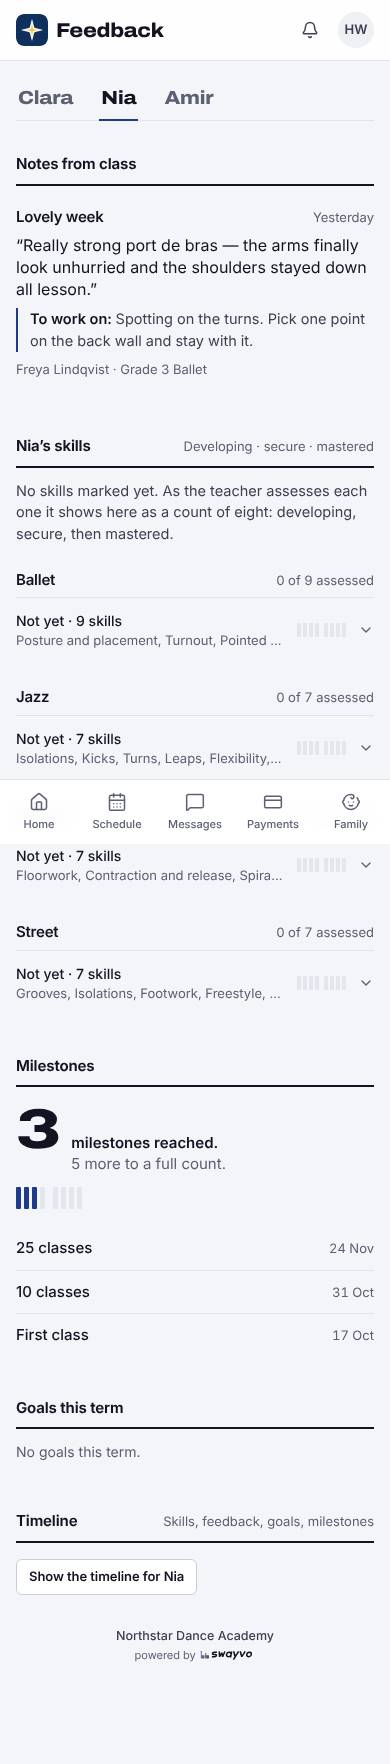 Feedback
HW
Clara Nia Amir
Notes from class
Lovely week Yesterday
“Really strong port de bras — the arms finally
look unhurried and the shoulders stayed down
all lesson.”
To work on: Spotting on the turns. Pick one point
on the back wall and stay with it.
Freya Lindqvist · Grade 3 Ballet
Nia’s skills Developing · secure · mastered
No skills marked yet. As the teacher assesses each
one it shows here as a count of eight: developing,
secure, then mastered.
Ballet 0 of 9 assessed
Not yet · 9 skills
Posture and placement, Turnout, Pointed ...
Jazz 0 of 7 assessed
Not yet · 7 skills
Isolations, Kicks, Turns, Leaps, Flexibility,...
Home Schedule Messages Payments Family
Not yet · 7 skills
Floorwork, Contraction and release, Spira...
Street 0 of 7 assessed
Not yet · 7 skills
Grooves, Isolations, Footwork, Freestyle, ...
Milestones
3 milestones reached.
5 more to a full count.
25 classes 24 Nov
10 classes 31 Oct
First class 17 Oct
Goals this term
No goals this term.
Timeline Skills, feedback, goals, milestones
Show the timeline for Nia
Northstar Dance Academy
powered by swayvo